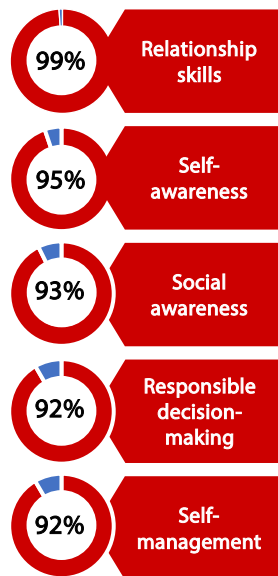 99%
Relationship
skills
95%
Self-
awareness
93%
Social
awareness
92%
Responsible
decision-
making
92%
Self-
management